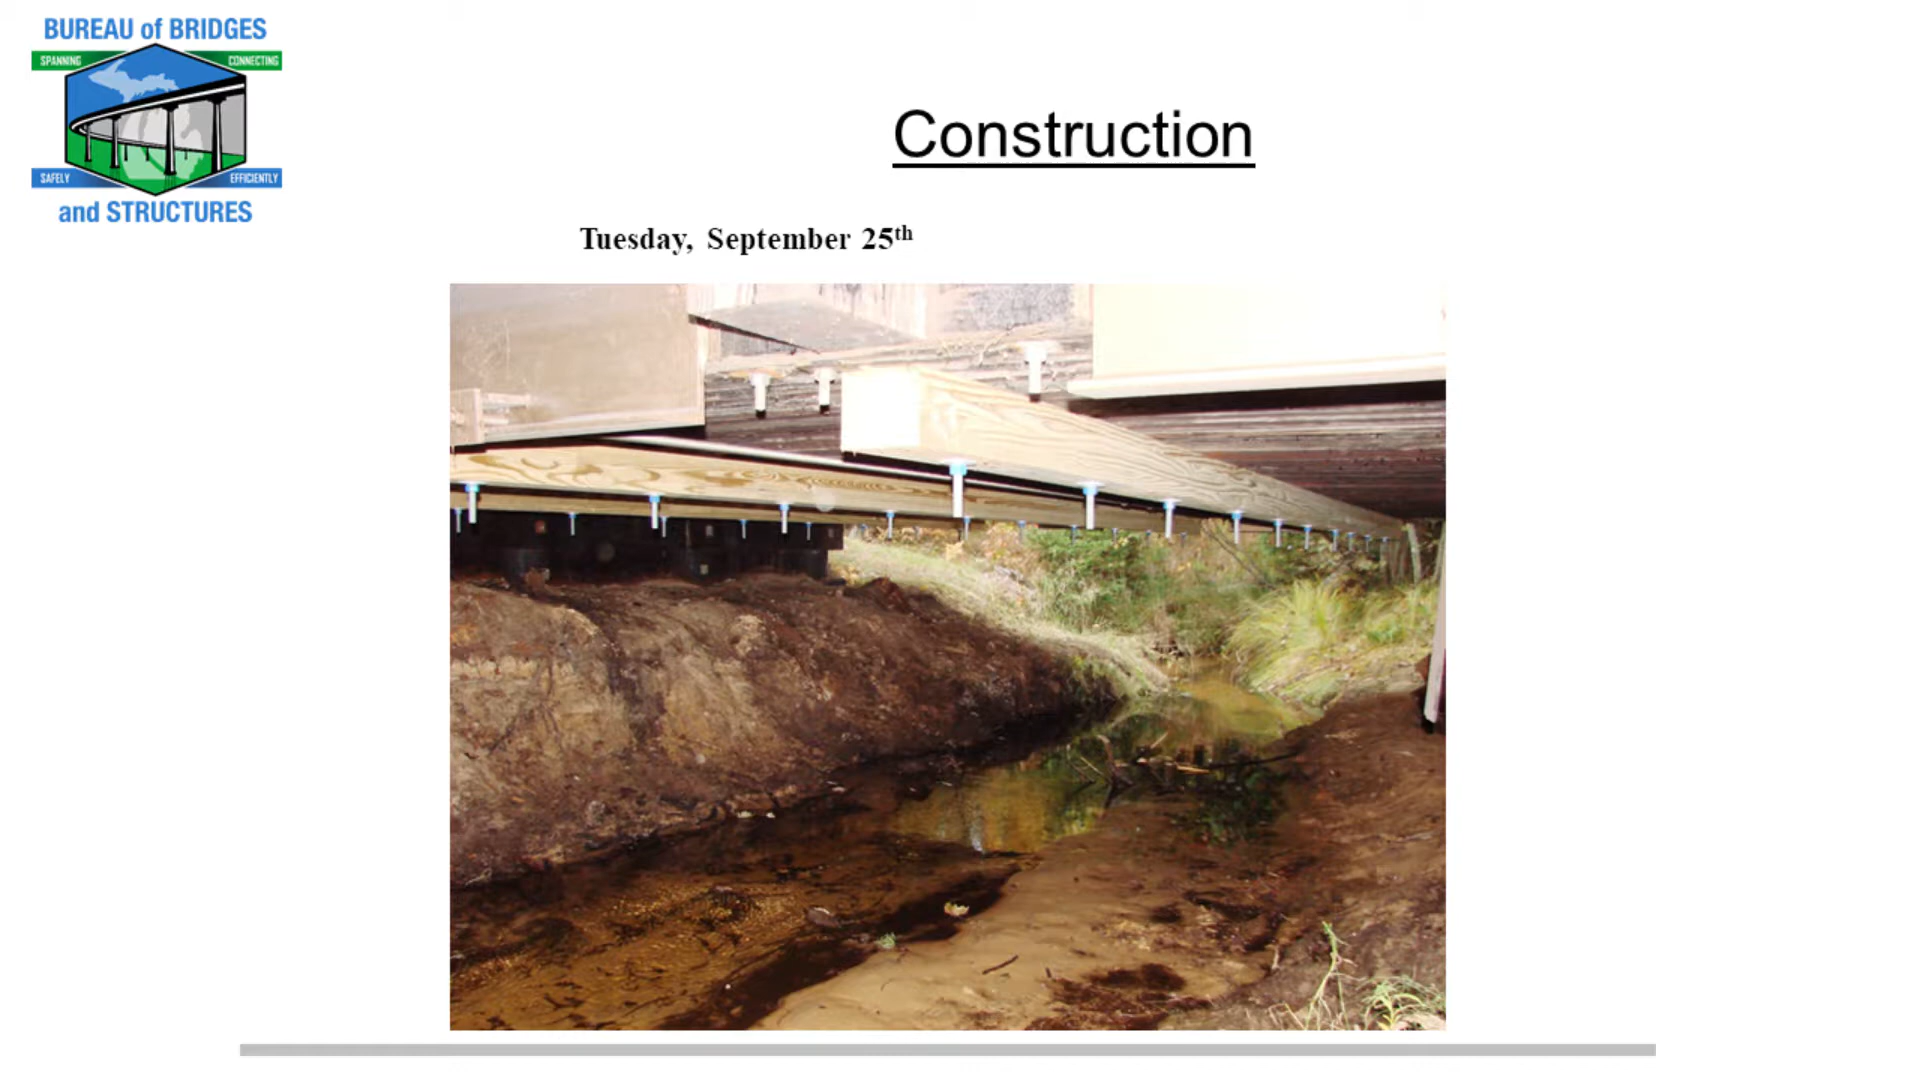 BUREAU of BRIDGES
SPANNING CONNECTING
SAFELY EFFICIENTLY
and STRUCTURES
Construction
Tuesday, September 25th